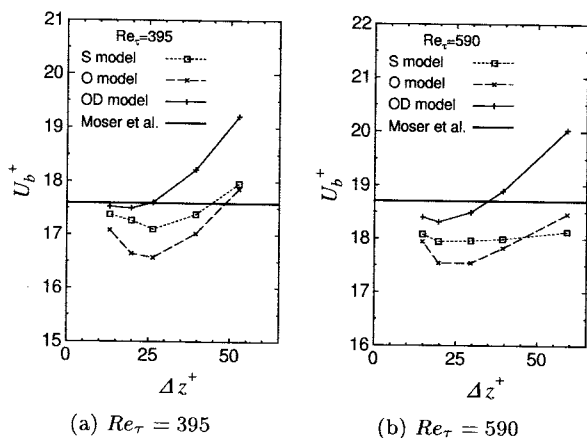 Re_τ=395
S model
O model
OD model
Moser et al.
21
20
19
18
17
16
15
U_b^+
0
25
50
Δz^+
(a) Re_τ = 395
Re_τ=590
S model
O model
OD model
Moser et al.
21
20
19
18
17
16
U_b^+
0
25
50
Δz^+
(b) Re_τ = 590